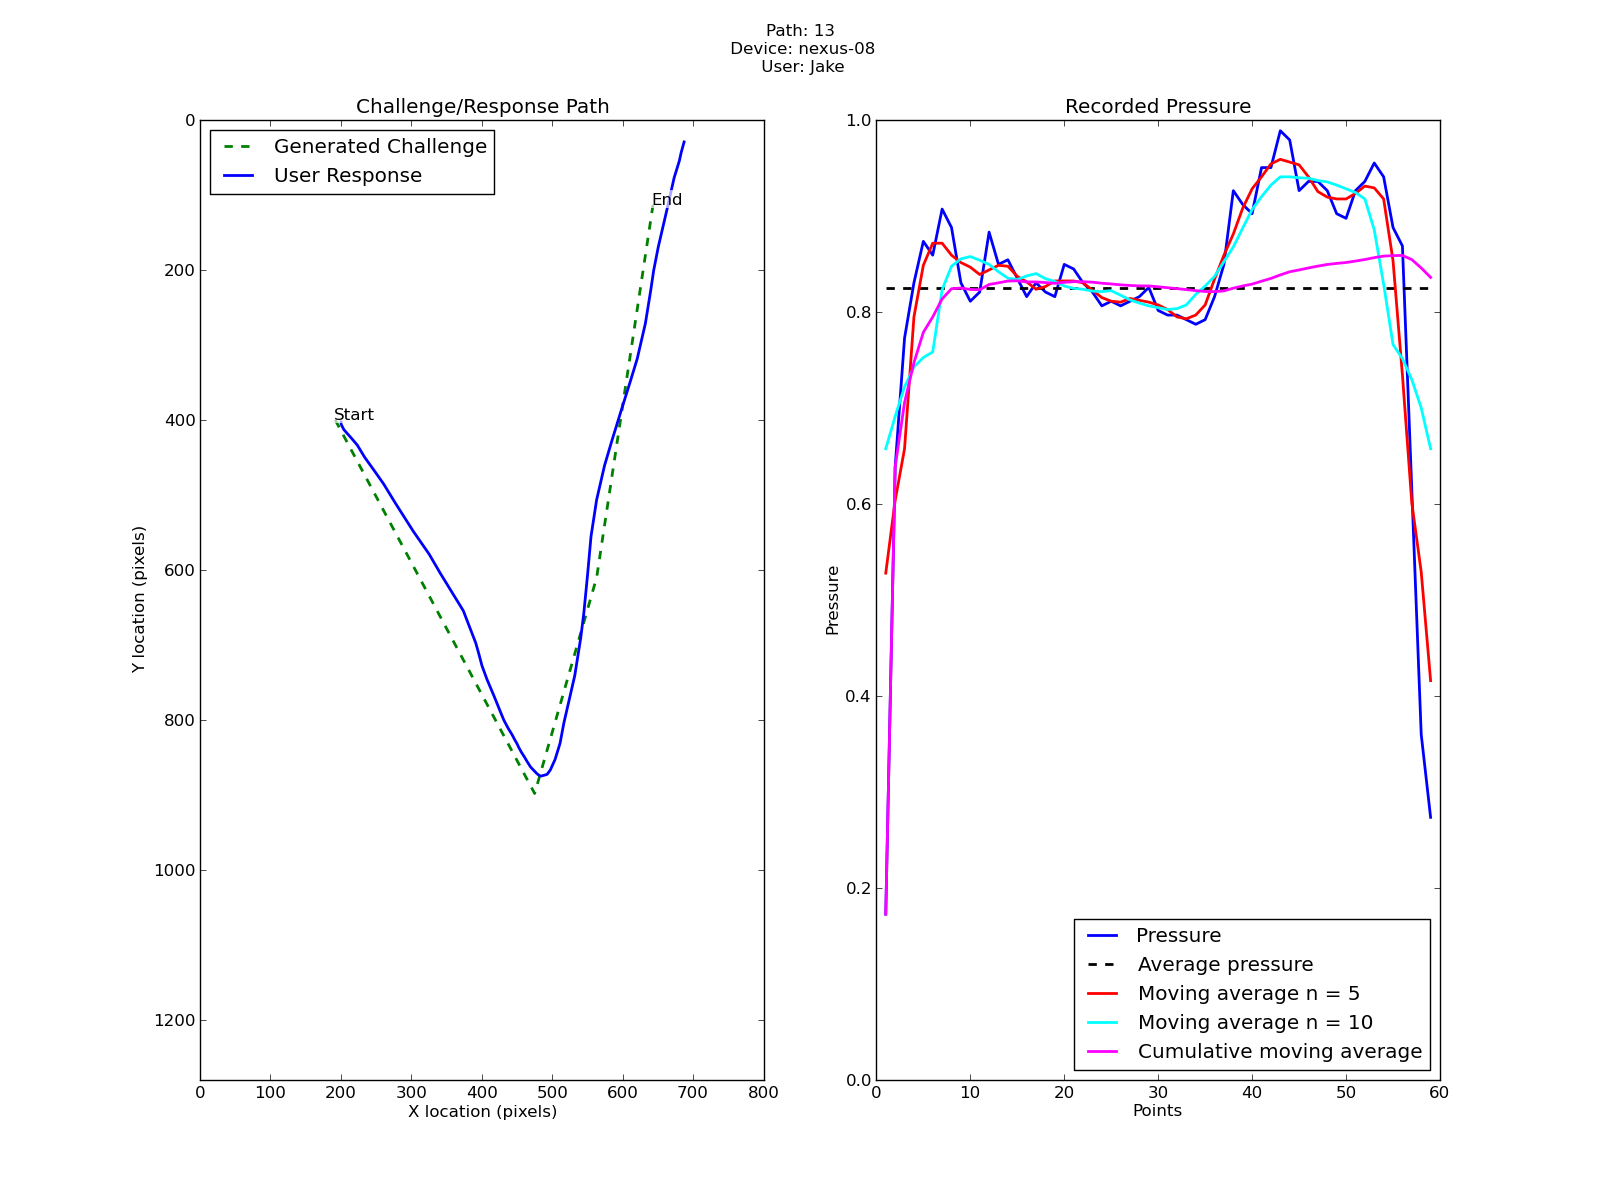 Path: 13
Device: nexus-08
User: Jake
Challenge/Response Path
0
200
400
600
800
1000
1200
Y location (pixels)
Generated Challenge
User Response
End
Start
0 100 200 300 400 500 600 700 800
X location (pixels)
Recorded Pressure
1.0
0.8
0.6
0.4
0.2
0.0
Pressure
Pressure
Average pressure
Moving average n = 5
Moving average n = 10
Cumulative moving average
0 10 20 30 40 50 60
Points